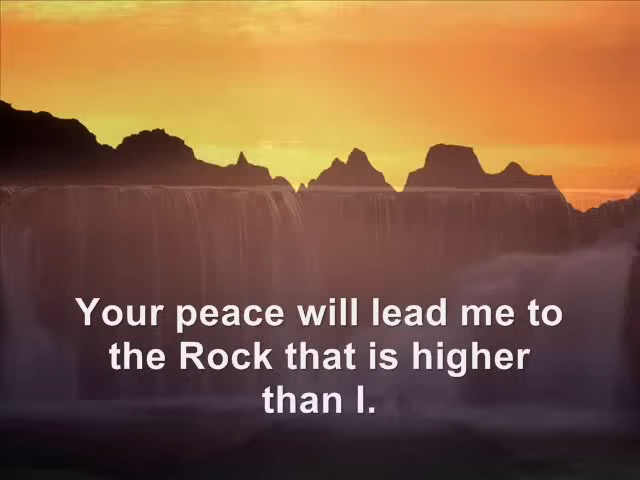 Your peace will lead me to
the Rock that is higher
than I.